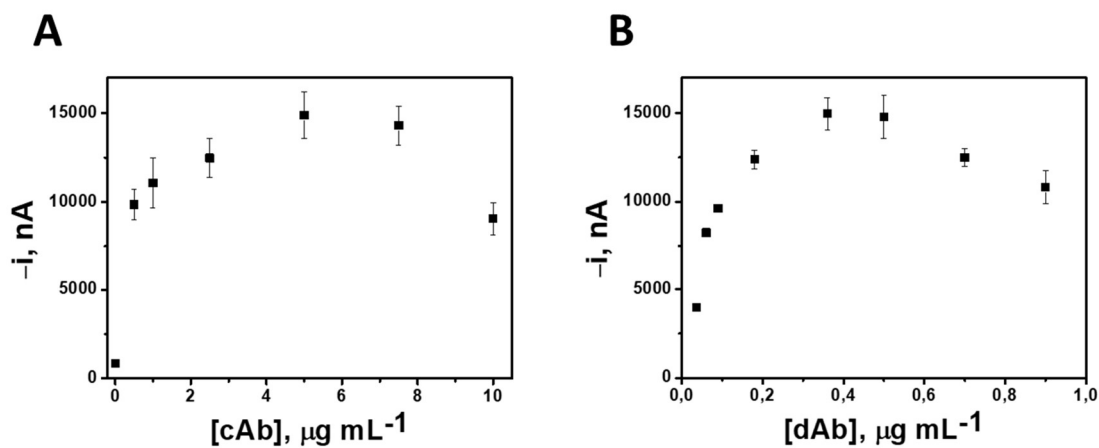 A
B
15000
10000
5000
0
−i, nA
0 2 4 6 8 10
[cAb], μg mL-1
15000
10000
5000
0
−i, nA
0,0 0,2 0,4 0,6 0,8 1,0
[dAb], μg mL-1